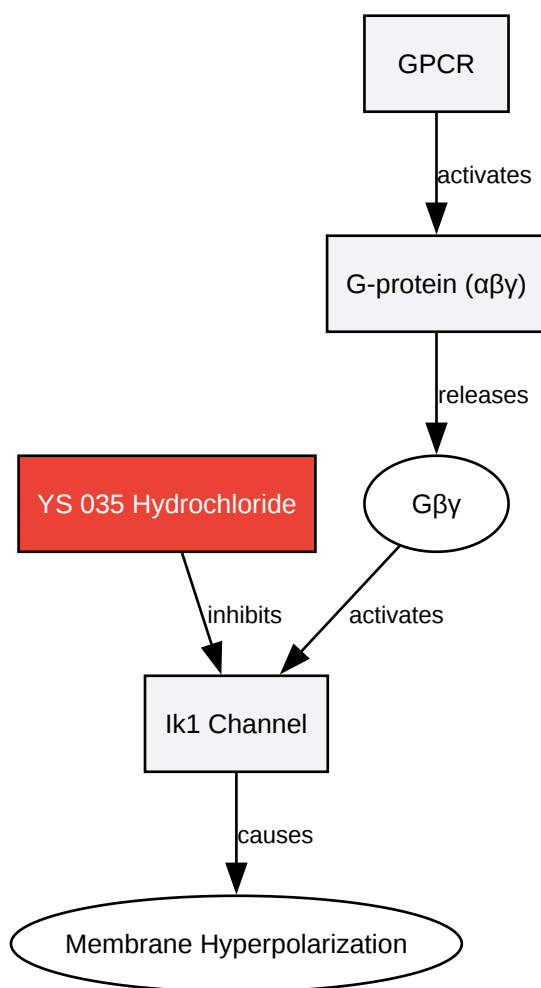 GPCR
activates
G-protein (αβγ)
releases
YS 035 Hydrochloride
Gβγ
inhibits
activates
Ik1 Channel
causes
Membrane Hyperpolarization